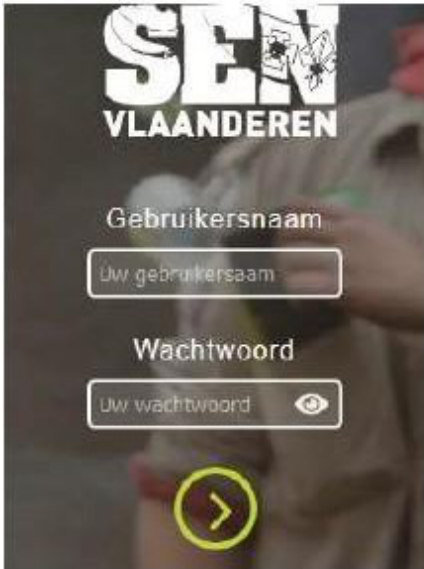 SEN
VLAANDEREN
Gebruikersnaam
Uw gebruikersaam
Wachtwoord
Uw wachtwoord